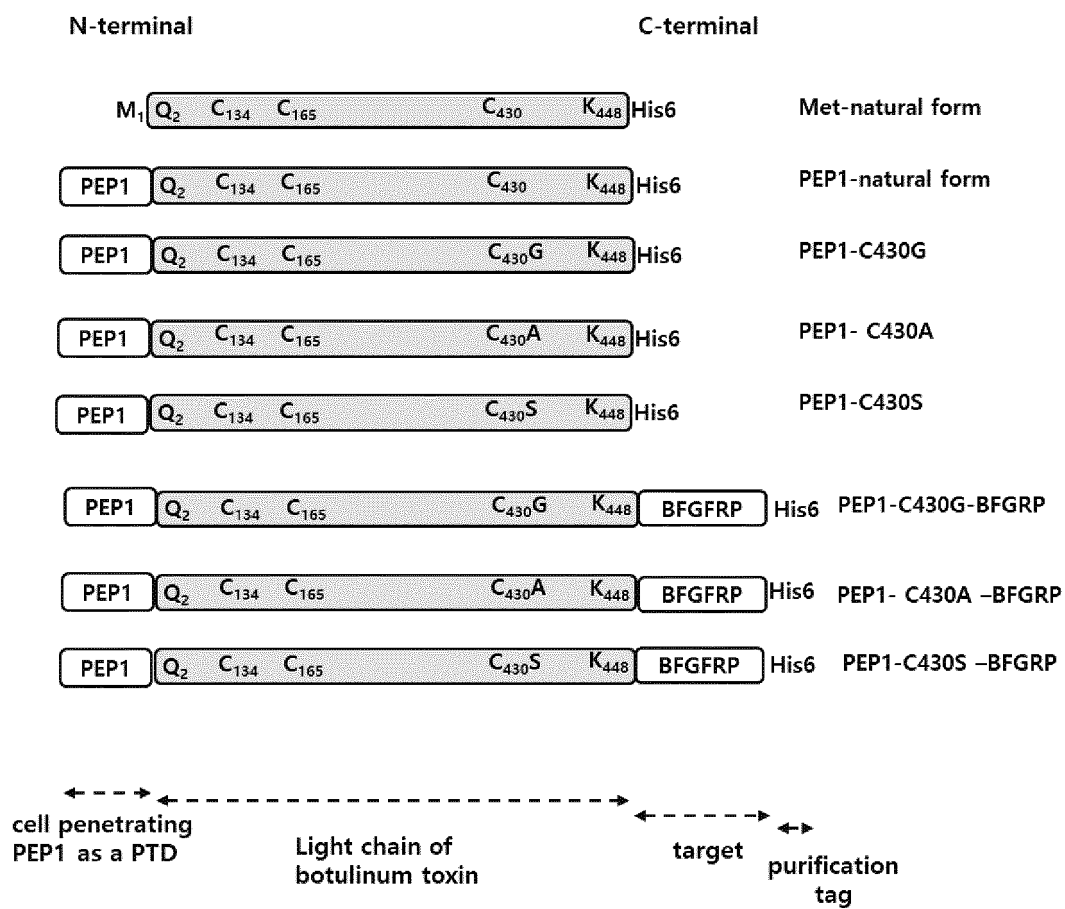 N-terminal C-terminal
M₁ Q₂ C₁₃₄ C₁₆₅ C₄₃₀ K₄₄₈ His6 Met-natural form
PEP1 Q₂ C₁₃₄ C₁₆₅ C₄₃₀ K₄₄₈ His6 PEP1-natural form
PEP1 Q₂ C₁₃₄ C₁₆₅ C₄₃₀G K₄₄₈ His6 PEP1-C430G
PEP1 Q₂ C₁₃₄ C₁₆₅ C₄₃₀A K₄₄₈ His6 PEP1- C430A
PEP1 Q₂ C₁₃₄ C₁₆₅ C₄₃₀S K₄₄₈ His6 PEP1-C430S
PEP1 Q₂ C₁₃₄ C₁₆₅ C₄₃₀G K₄₄₈ BFGFRP His6 PEP1-C430G-BFGRP
PEP1 Q₂ C₁₃₄ C₁₆₅ C₄₃₀A K₄₄₈ BFGFRP His6 PEP1- C430A –BFGRP
PEP1 Q₂ C₁₃₄ C₁₆₅ C₄₃₀S K₄₄₈ BFGFRP His6 PEP1-C430S –BFGRP
cell penetrating
PEP1 as a PTD
Light chain of
botulinum toxin
target
purification
tag